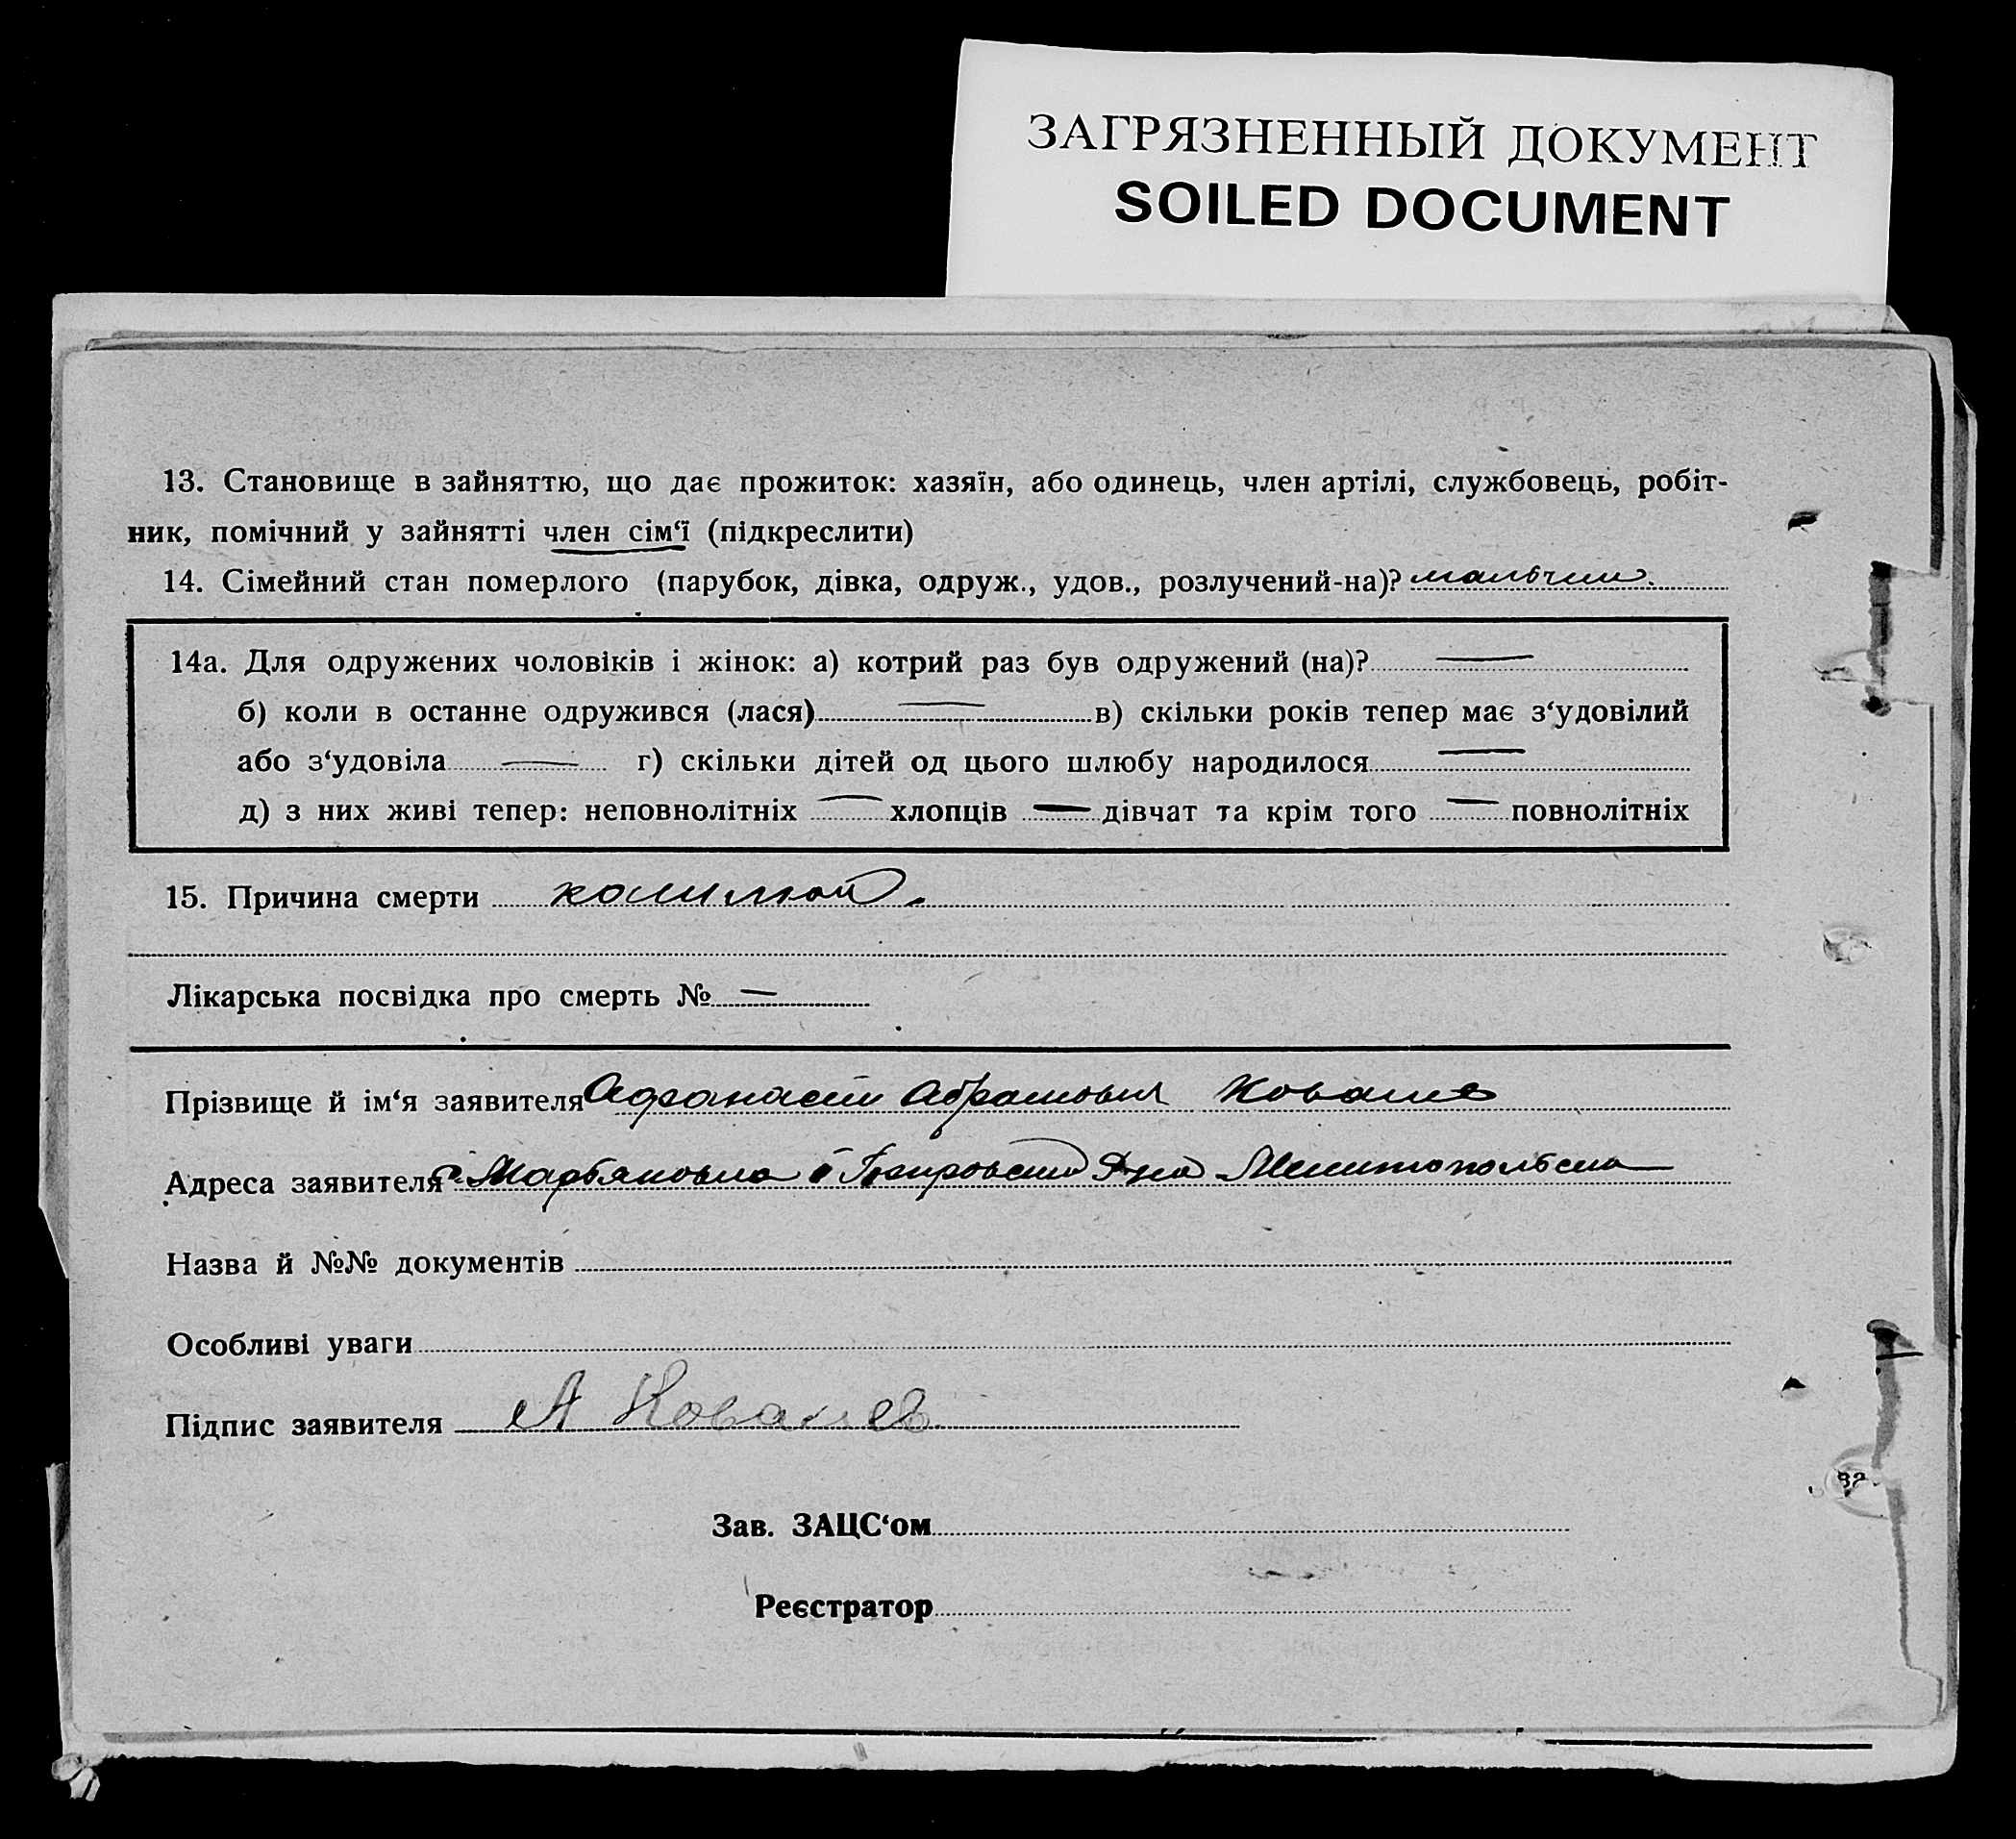 ЗАГРЯЗНЕННЫЙ ДОКУМЕНТ
SOILED DOCUMENT
13. Становище в зайняттю, що дає прожиток: хазяїн, або одинець, член артілі, службовець, робіт-
ник, помічний у зайнятті член сім‘ї (підкреслити)
14. Сімейний стан померлого (парубок, дівка, одруж., удов., розлучений-на)? мальчик.
14а. Для одружених чоловіків і жінок: а) котрий раз був одружений (на)? —
б) коли в останне одружився (лася) — в) скільки років тепер має з‘удовілий
або з‘удовіла — г) скільки дітей од цього шлюбу народилося —
д) з них живі тепер: неповнолітніх — хлопців — дівчат та крім того — повнолітніх
15. Причина смерти
Лікарська посвідка про смерть № —
Прізвище й ім‘я заявителя Афанасий Абрамович Ковалев
Адреса заявителя Мелитопольска
Назва й №№ документів
Особливі уваги
Підпис заявителя А Ковалев
Зав. ЗАЦС‘ом
Реєстратор